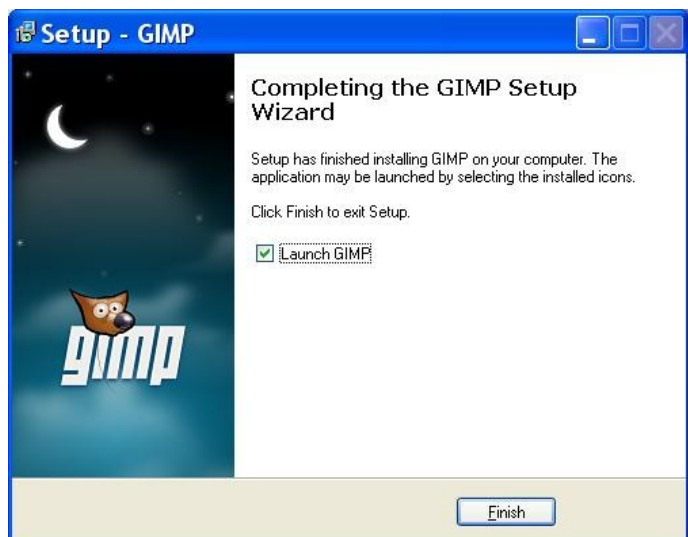 Setup - GIMP
Completing the GIMP Setup
Wizard
Setup has finished installing GIMP on your computer. The
application may be launched by selecting the installed icons.
Click Finish to exit Setup.
Launch GIMP
gimp
Finish